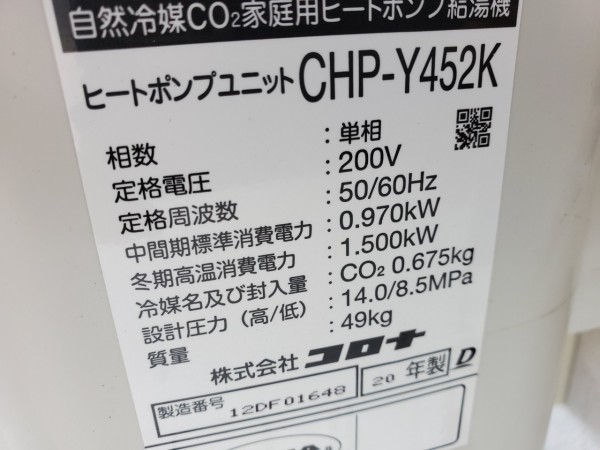 自然冷媒CO₂家庭用ヒートポンプ給湯機
ヒートポンプユニット CHP-Y452K
相数 : 単相
定格電圧 : 200V
定格周波数 : 50/60Hz
中間期標準消費電力 : 0.970kW
冬期高温消費電力 : 1.500kW
冷媒名及び封入量 : CO₂ 0.675kg
設計圧力（高/低） : 14.0/8.5MPa
質量 : 49kg
株式会社 コロナ
製造番号 12DF01648 20 年製 D